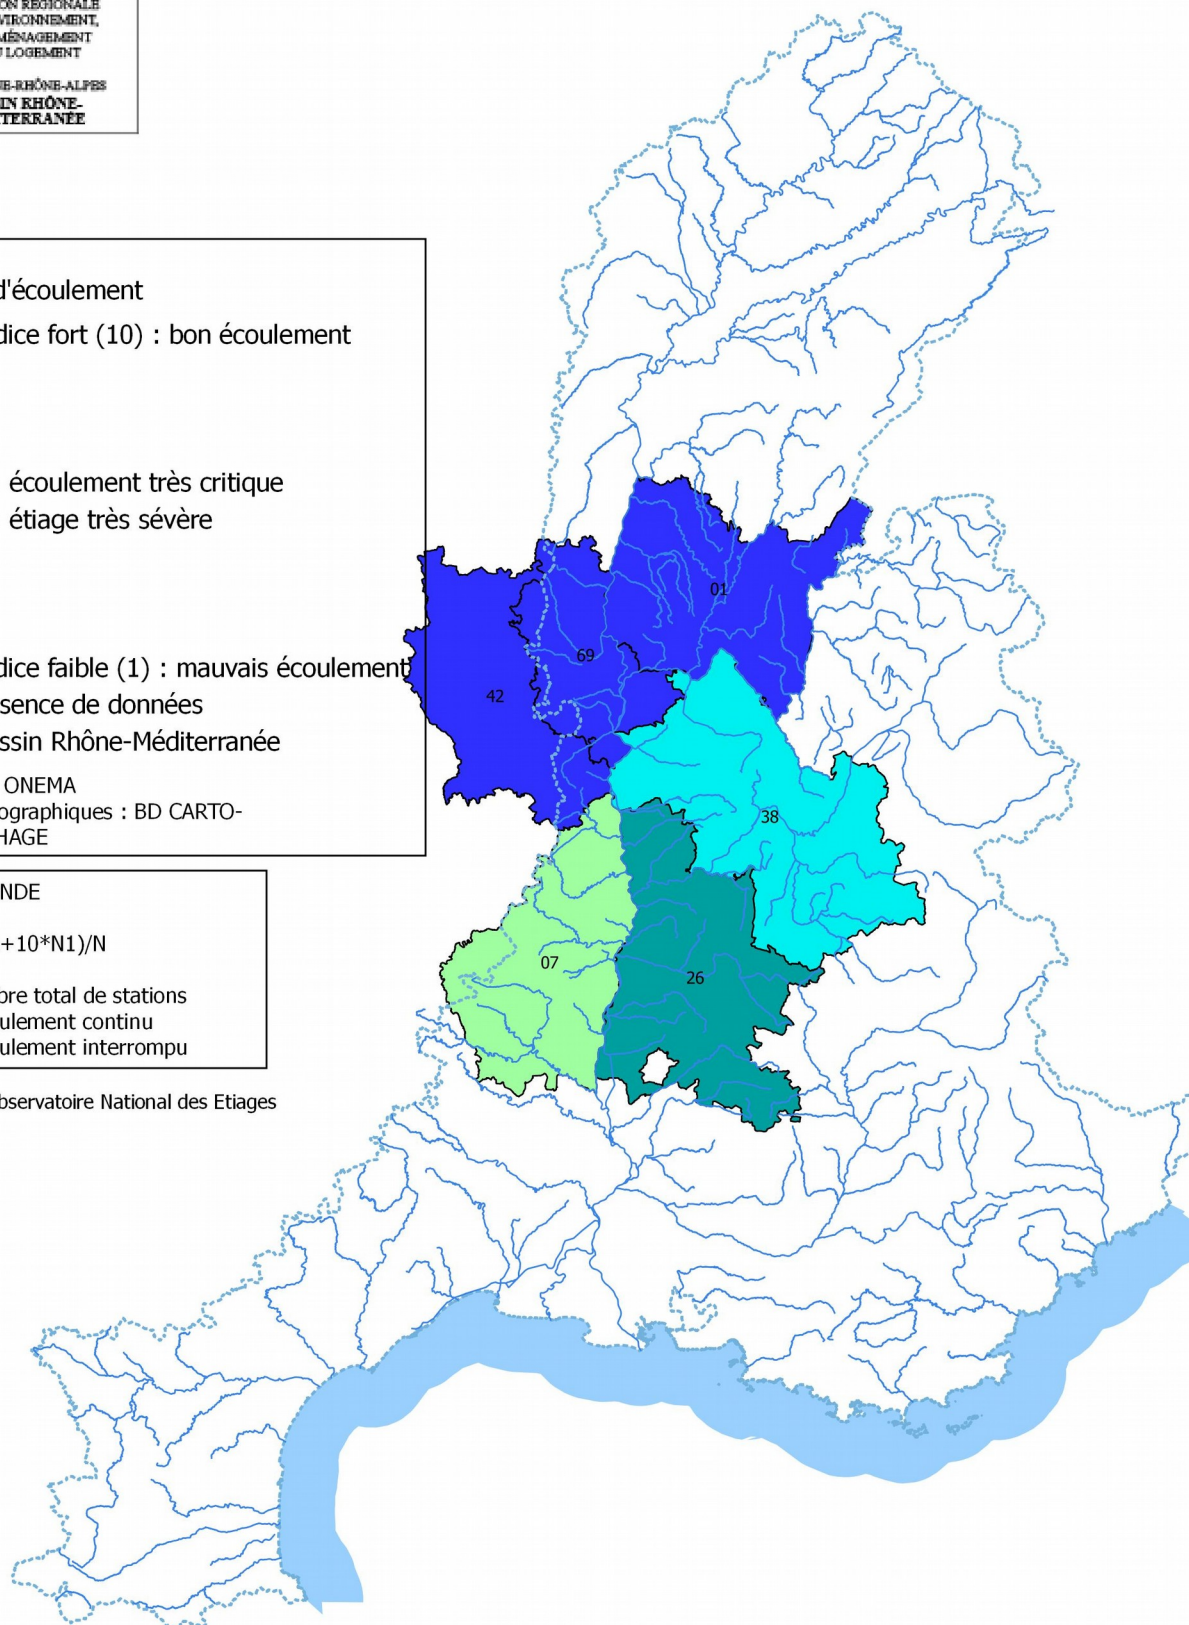 ON RÉGIONALE
VIRONNEMENT,
MÉNAGEMENT
U LOGEMENT
NE-RHÔNE-ALPES
IN RHÔNE-
ITERRANÉE
d'écoulement
dice fort (10) : bon écoulement
écoulement très critique
étiage très sévère
dice faible (1) : mauvais écoulement
sence de données
ssin Rhône-Méditerranée
ONEMA
ographiques : BD CARTO-
HAGE
NDE
+10*N1)/N
bre total de stations
ulement continu
ulement interrompu
bservatoire National des Etiages
01
69
42
38
07
26